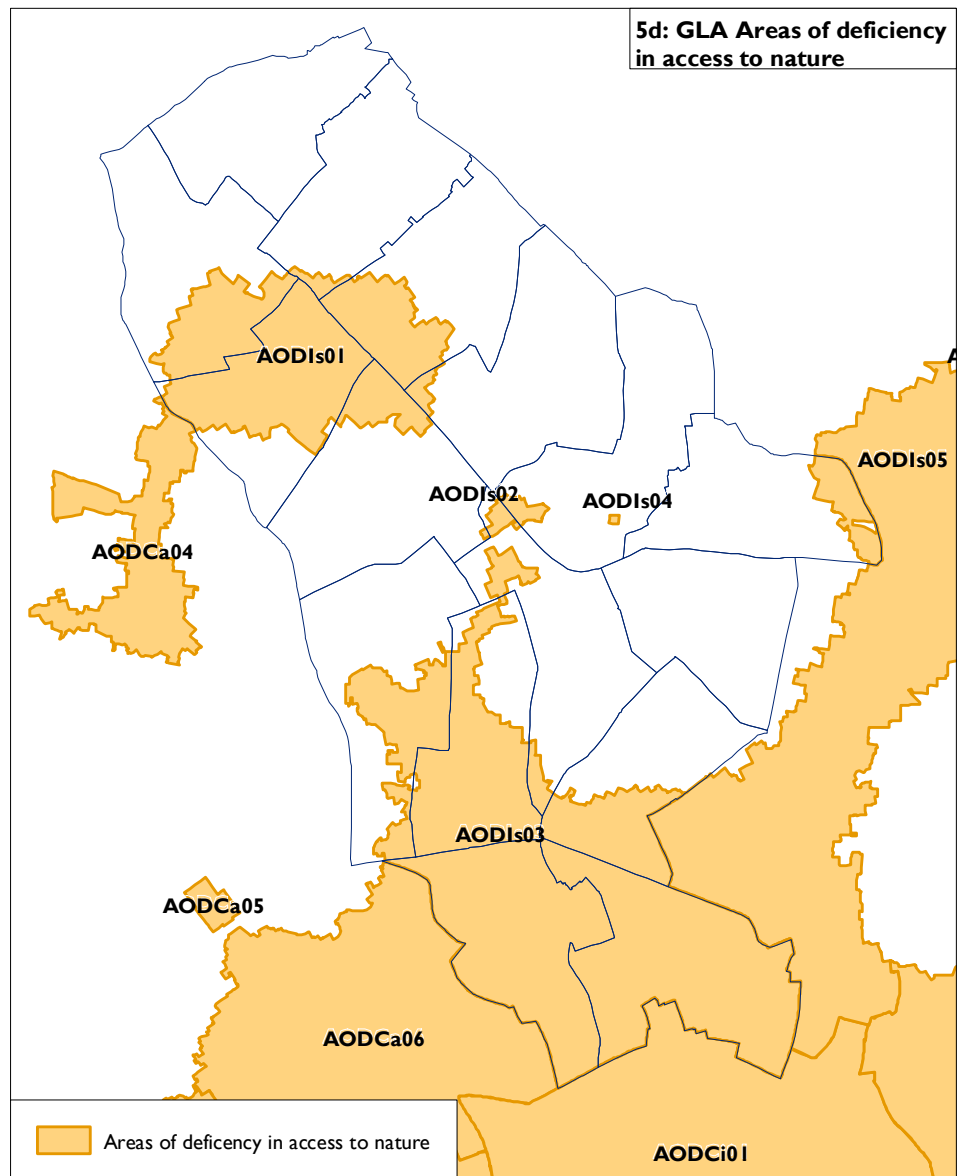 5d: GLA Areas of deficiency
in access to nature
A
AODIs01
AODIs05
AODIs02
AODIs04
AODCa04
AODIs03
AODCa05
AODCa06
Areas of deficency in access to nature
AODCi01